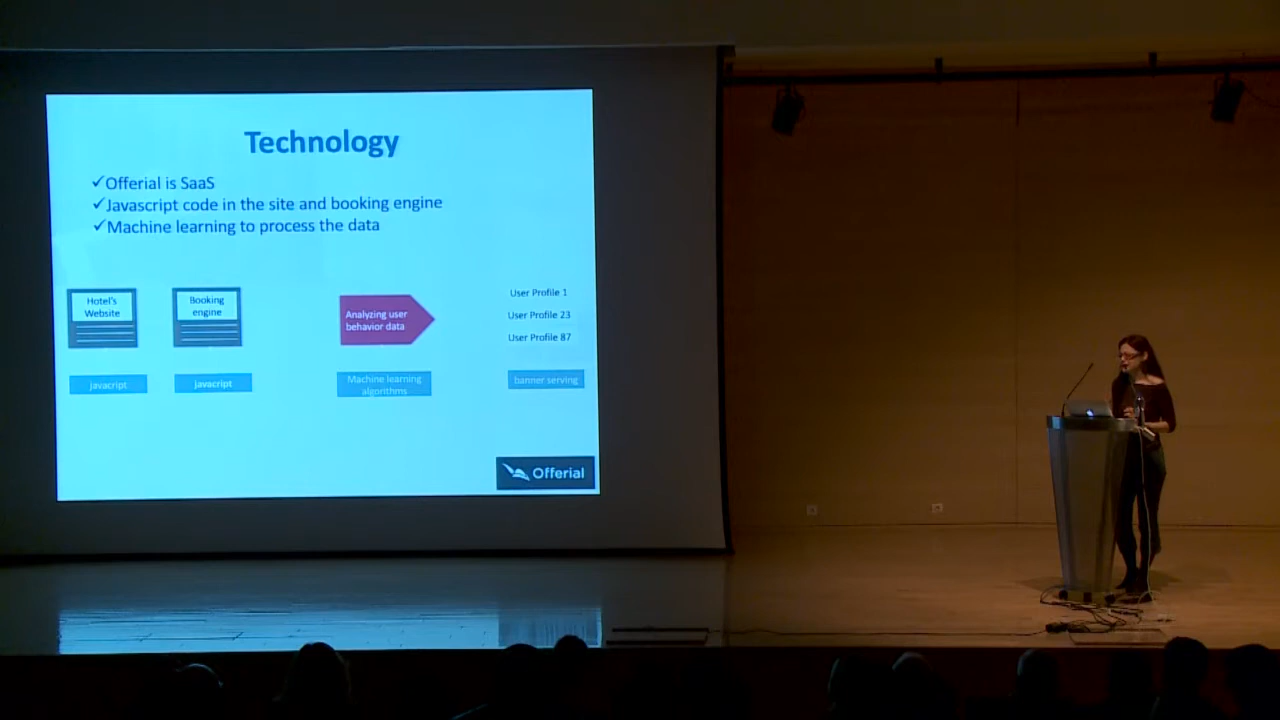 Technology
✓Offerial is SaaS
✓Javascript code in the site and booking engine
✓Machine learning to process the data
Hotel's
Website
Booking
engine
Analyzing user
behavior data
User Profile 1
User Profile 23
User Profile 87
javacript
javacript
Machine learning
algorithms
banner serving
Offerial